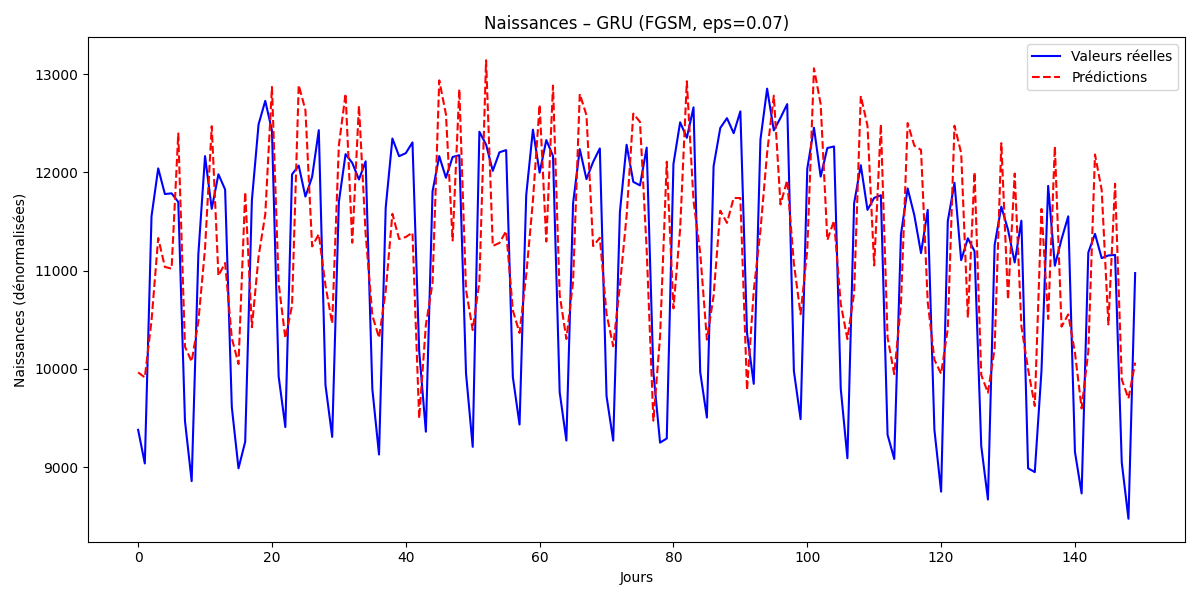 Naissances – GRU (FGSM, eps=0.07)
Valeurs réelles
Prédictions
Naissances (dénormalisées)
13000
12000
11000
10000
9000
0 20 40 60 80 100 120 140
Jours